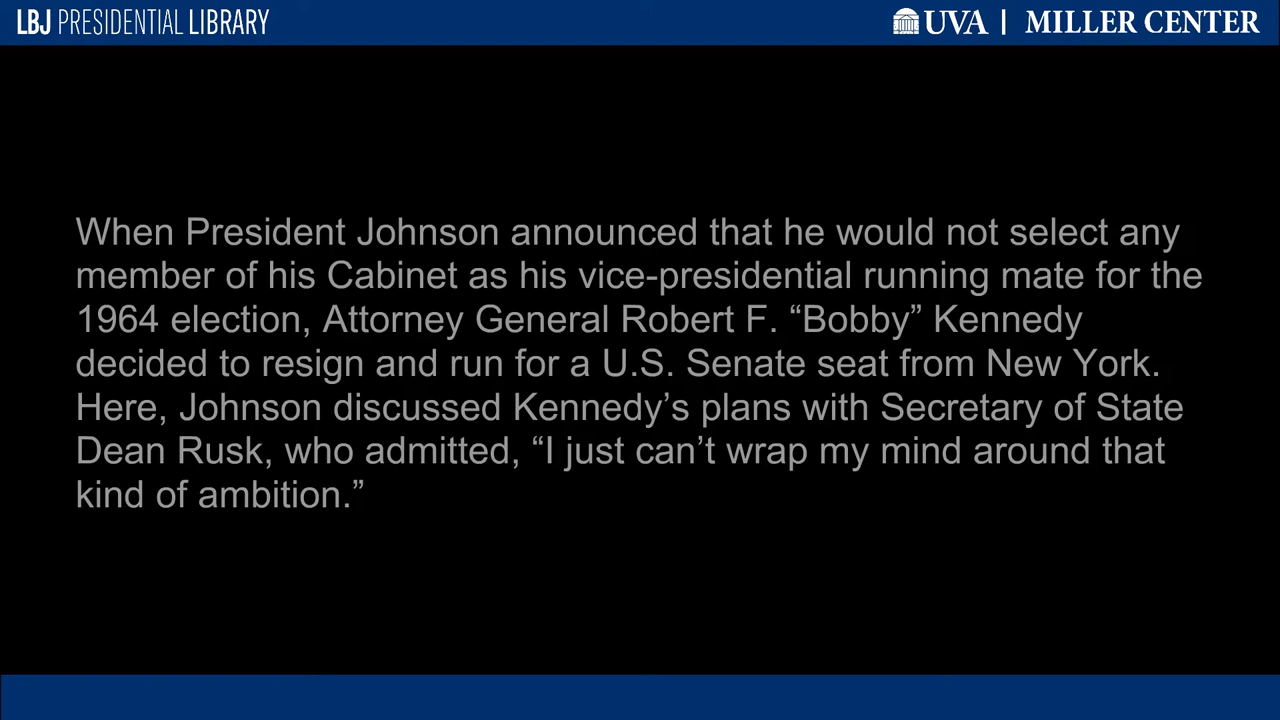 LBJ PRESIDENTIAL LIBRARY
UVA | MILLER CENTER
When President Johnson announced that he would not select any
member of his Cabinet as his vice-presidential running mate for the
1964 election, Attorney General Robert F. “Bobby” Kennedy
decided to resign and run for a U.S. Senate seat from New York.
Here, Johnson discussed Kennedy’s plans with Secretary of State
Dean Rusk, who admitted, “I just can’t wrap my mind around that
kind of ambition.”